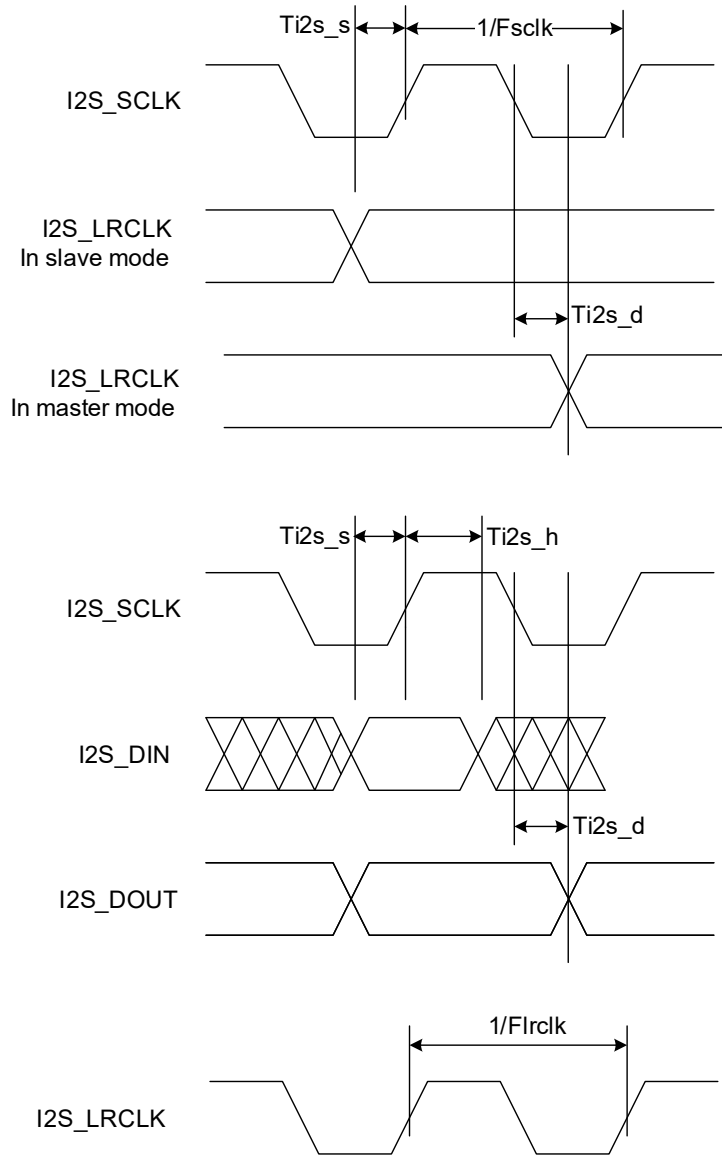 Ti2s_s
1/Fsclk
I2S_SCLK
I2S_LRCLK
In slave mode
Ti2s_d
I2S_LRCLK
In master mode
Ti2s_s
Ti2s_h
I2S_SCLK
I2S_DIN
Ti2s_d
I2S_DOUT
1/Flrclk
I2S_LRCLK